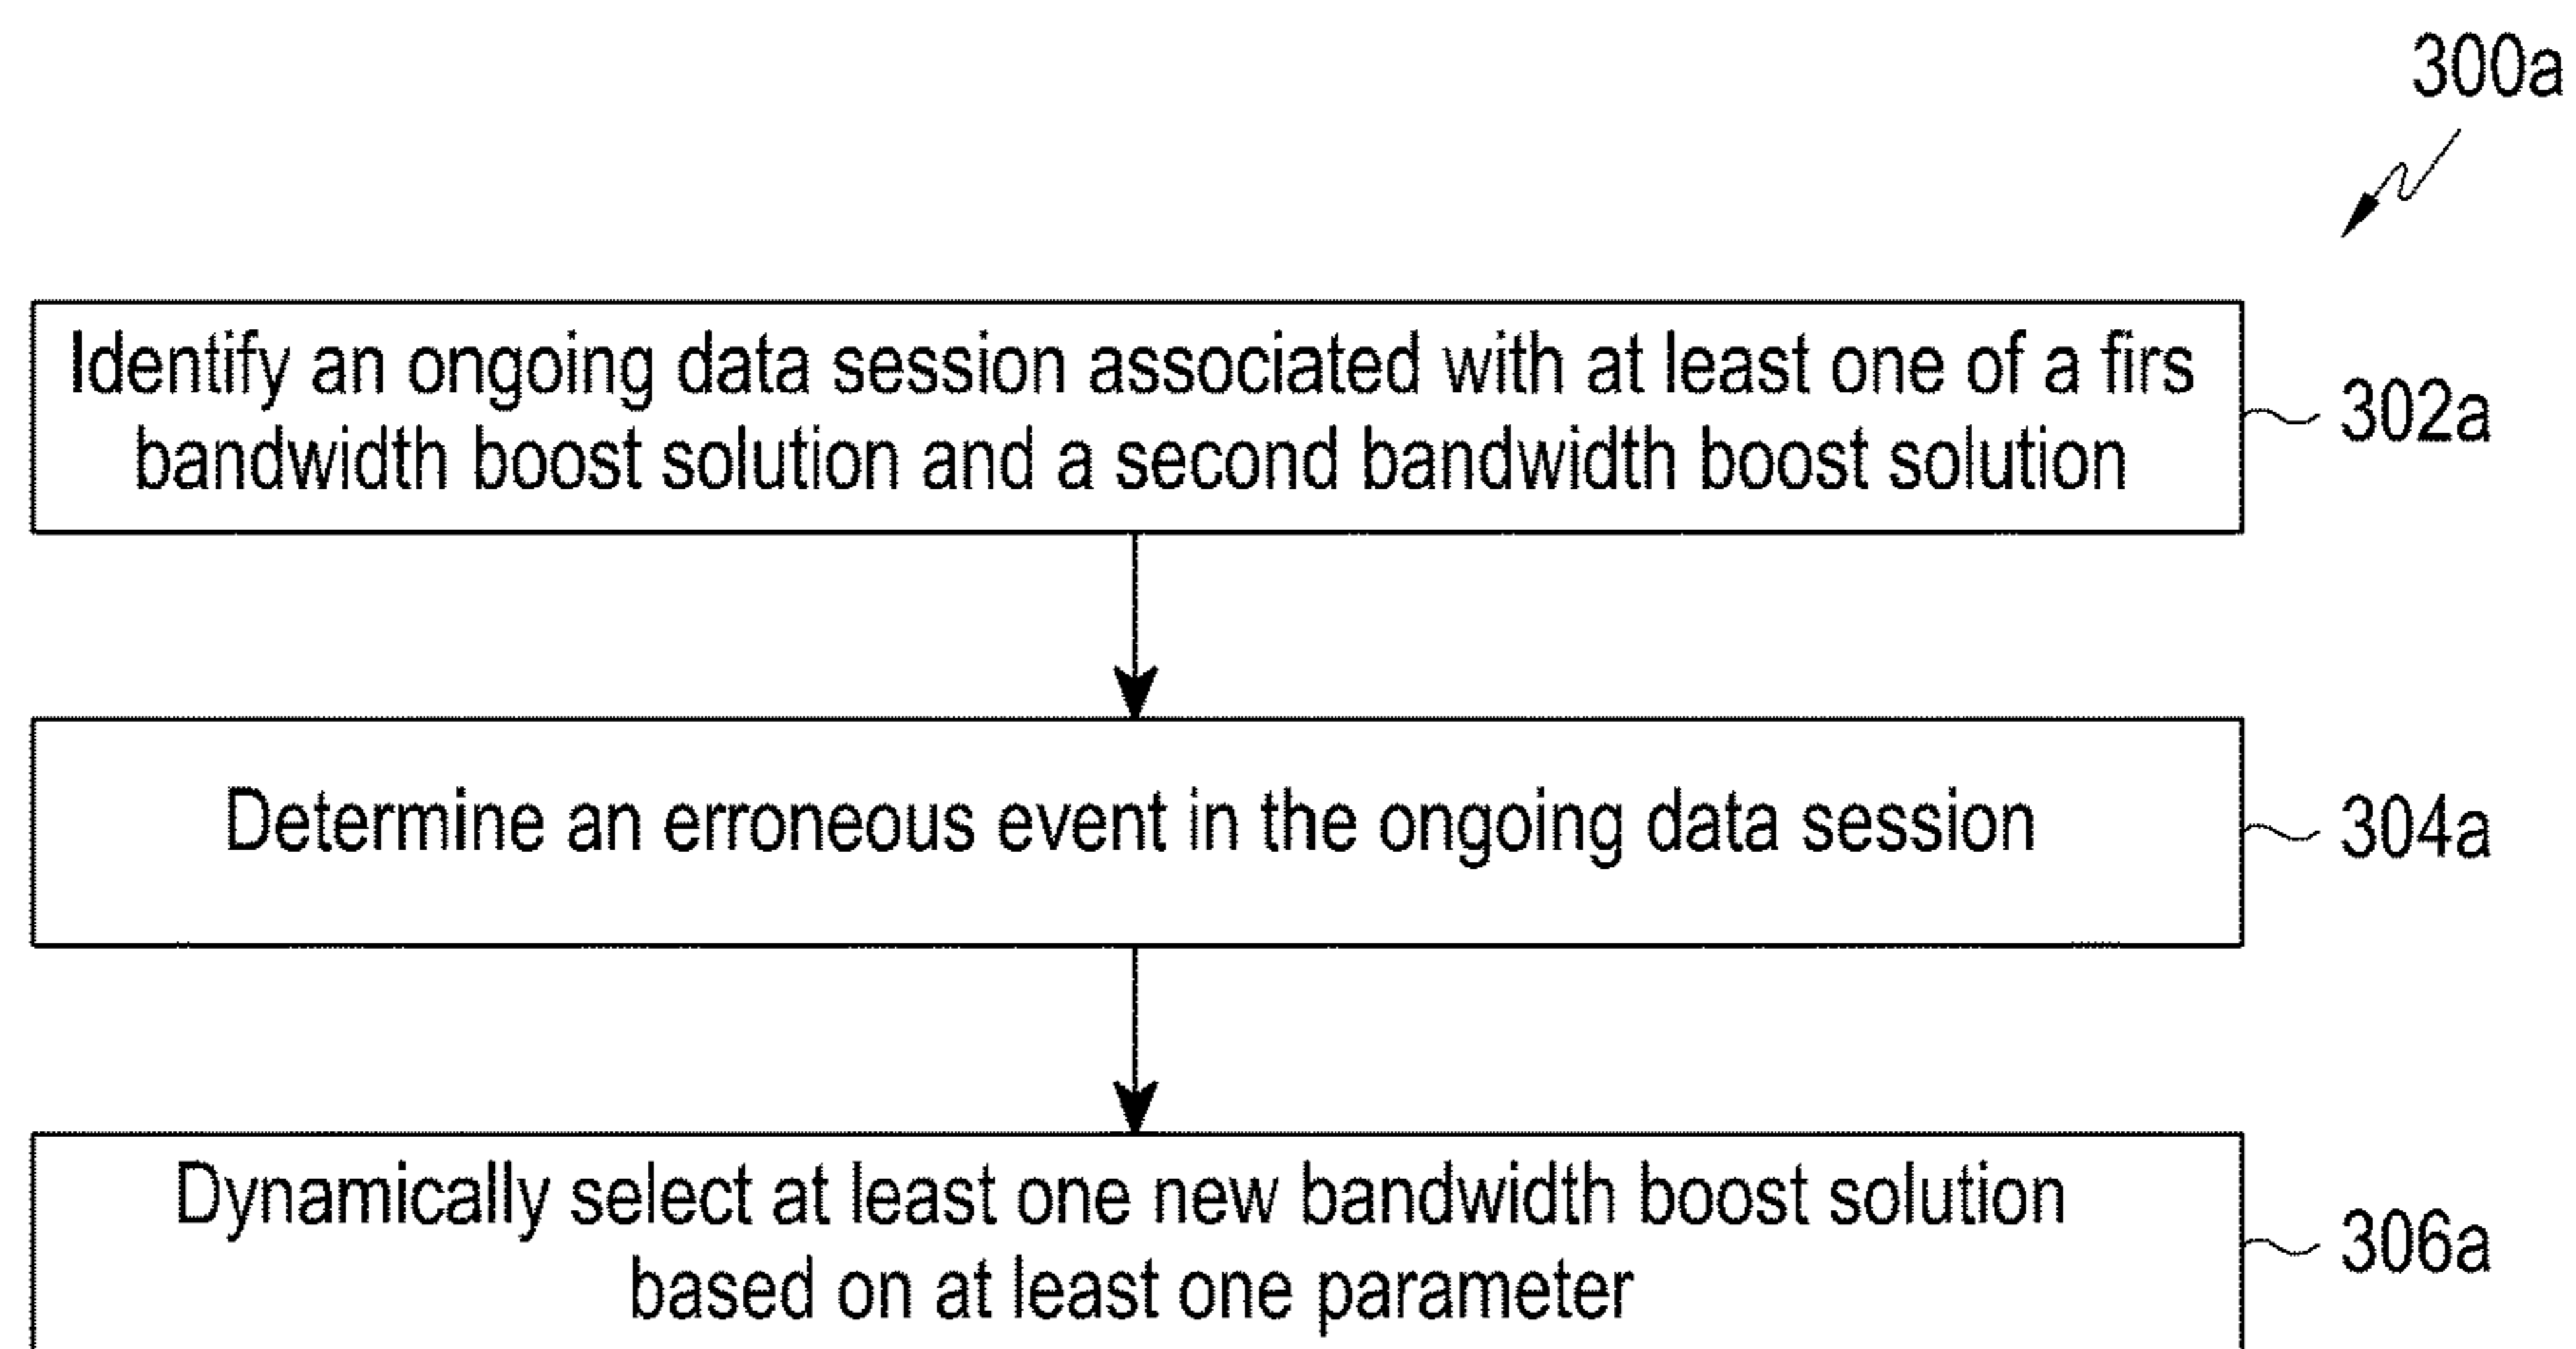 300a
Identify an ongoing data session associated with at least one of a firs
bandwidth boost solution and a second bandwidth boost solution
302a
Determine an erroneous event in the ongoing data session
304a
Dynamically select at least one new bandwidth boost solution
based on at least one parameter
306a